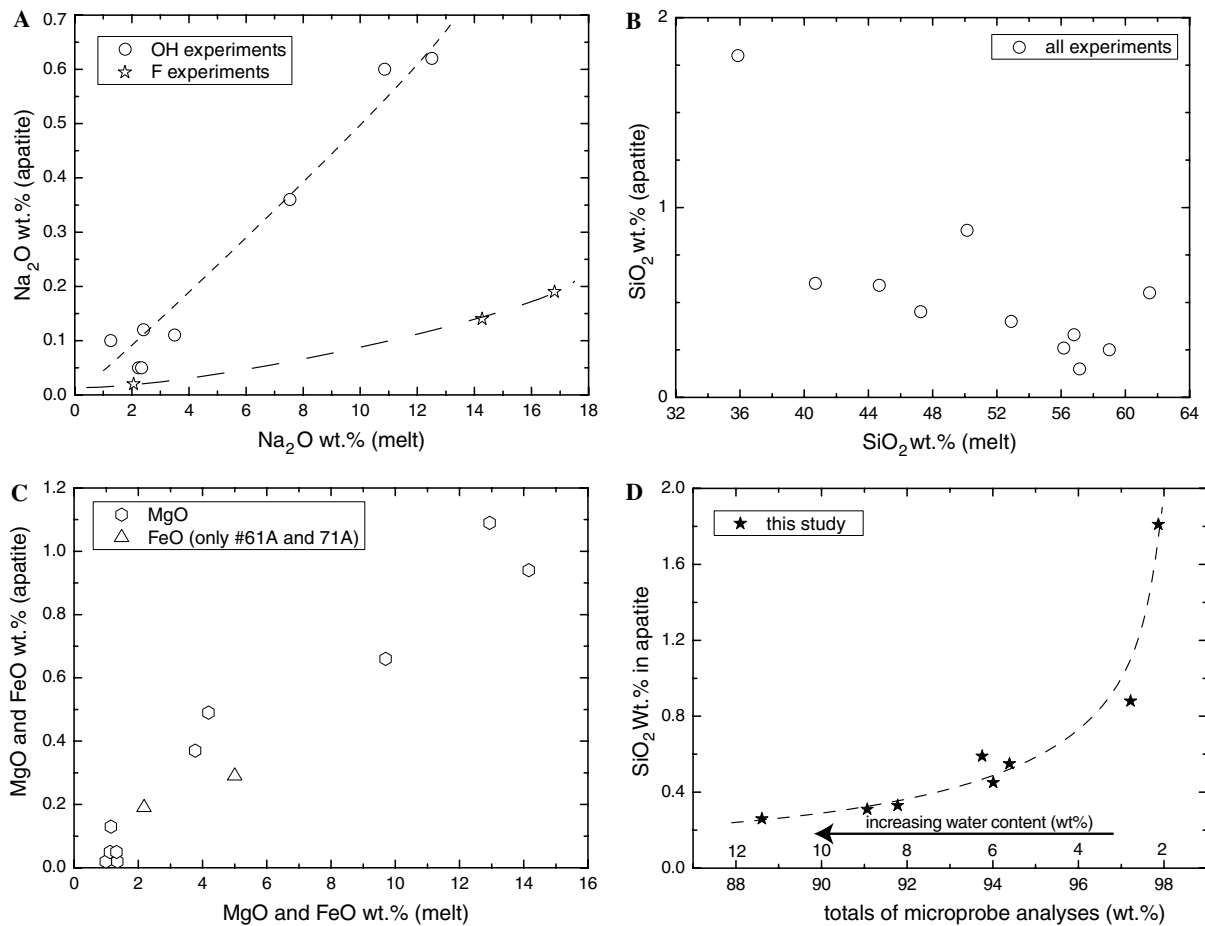 A
0.7
0.6
0.5
0.4
0.3
0.2
0.1
0.0
OH experiments
F experiments
Na₂O wt.% (apatite)
0 2 4 6 8 10 12 14 16 18
Na₂O wt.% (melt)
B
2
1
0
all experiments
SiO₂ wt.% (apatite)
32 36 40 44 48 52 56 60 64
SiO₂ wt.% (melt)
C
1.2
1.0
0.8
0.6
0.4
0.2
0.0
MgO
FeO (only #61A and 71A)
MgO and FeO wt.% (apatite)
0 2 4 6 8 10 12 14 16
MgO and FeO wt.% (melt)
D
2.0
1.6
1.2
0.8
0.4
0.0
this study
SiO₂ Wt.% in apatite
increasing water content (wt%)
12 10 8 6 4 2
88 90 92 94 96 98
totals of microprobe analyses (wt.%)